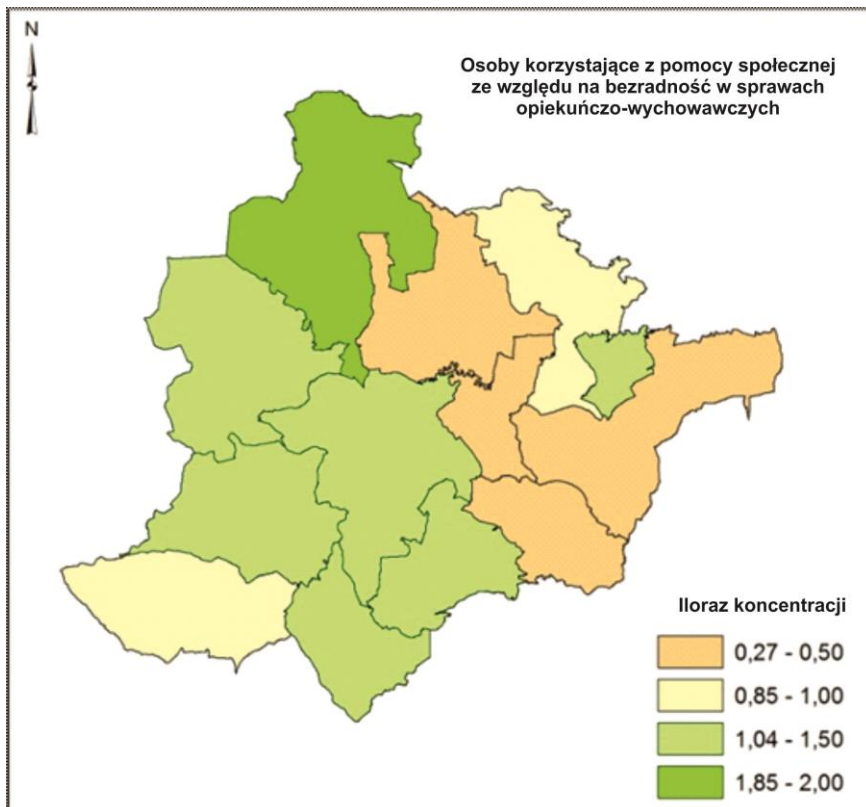 N
Osoby korzystające z pomocy społecznej
ze względu na bezradność w sprawach
opiekuńczo-wychowawczych
Iloraz koncentracji
0,27 - 0,50
0,85 - 1,00
1,04 - 1,50
1,85 - 2,00